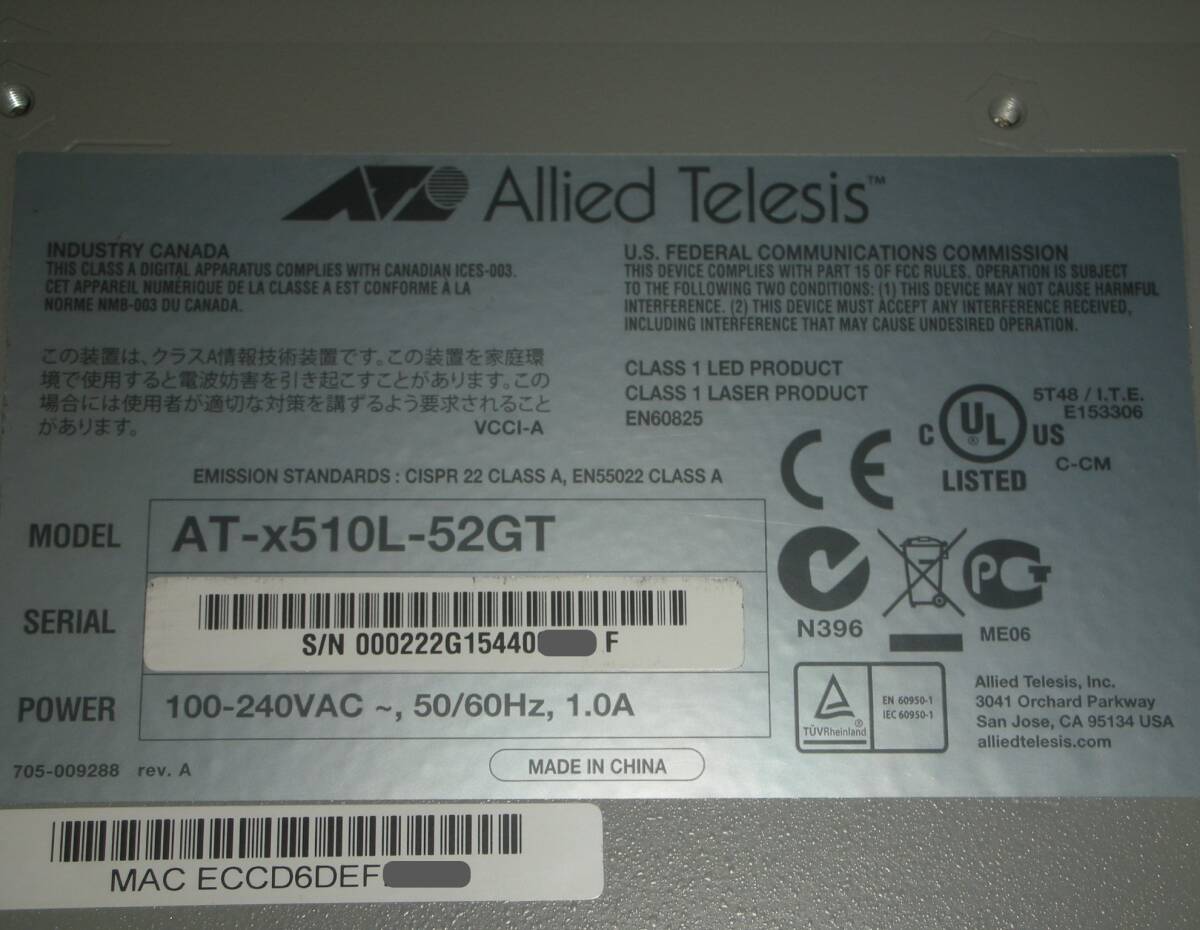 Allied Telesis™
INDUSTRY CANADA
THIS CLASS A DIGITAL APPARATUS COMPLIES WITH CANADIAN ICES-003.
CET APPAREIL NUMÉRIQUE DE LA CLASSE A EST CONFORME À LA
NORME NMB-003 DU CANADA.
U.S. FEDERAL COMMUNICATIONS COMMISSION
THIS DEVICE COMPLIES WITH PART 15 OF FCC RULES. OPERATION IS SUBJECT
TO THE FOLLOWING TWO CONDITIONS: (1) THIS DEVICE MAY NOT CAUSE HARMFUL
INTERFERENCE. (2) THIS DEVICE MUST ACCEPT ANY INTERFERENCE RECEIVED,
INCLUDING INTERFERENCE THAT MAY CAUSE UNDESIRED OPERATION.
この装置は、クラスA情報技術装置です。この装置を家庭環
境で使用すると電波妨害を引き起こすことがあります。この
場合には使用者が適切な対策を講ずるよう要求されること
があります。
VCCI-A
CLASS 1 LED PRODUCT
CLASS 1 LASER PRODUCT
EN60825
C UL ® US
LISTED
5T48 / I.T.E.
E153306
C-CM
CE
EMISSION STANDARDS : CISPR 22 CLASS A, EN55022 CLASS A
MODEL AT-x510L-52GT
SERIAL S/N 000222G15440 F
POWER 100-240VAC ~, 50/60Hz, 1.0A
N396
ME06
TÜVRheinland ®
EN 60950-1
IEC 60950-1
Allied Telesis, Inc.
3041 Orchard Parkway
San Jose, CA 95134 USA
alliedtelesis.com
705-009288 rev. A
MADE IN CHINA
MAC ECCD6DEF